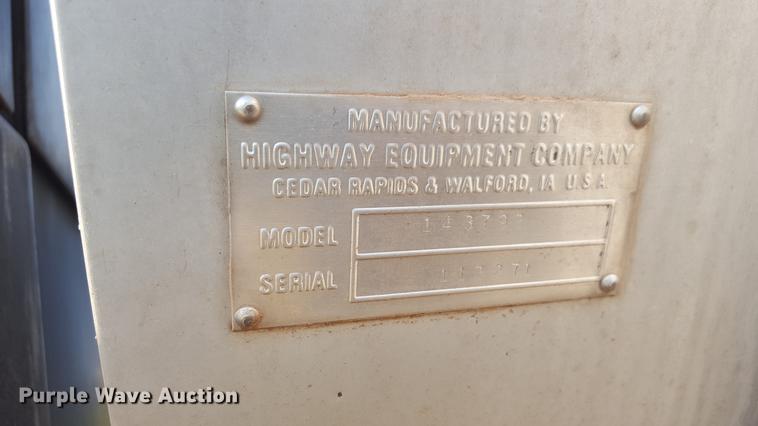 MANUFACTURED BY
HIGHWAY EQUIPMENT COMPANY
CEDAR RAPIDS & WALFORD, IA U.S.A.
MODEL
SERIAL
Purple Wave Auction